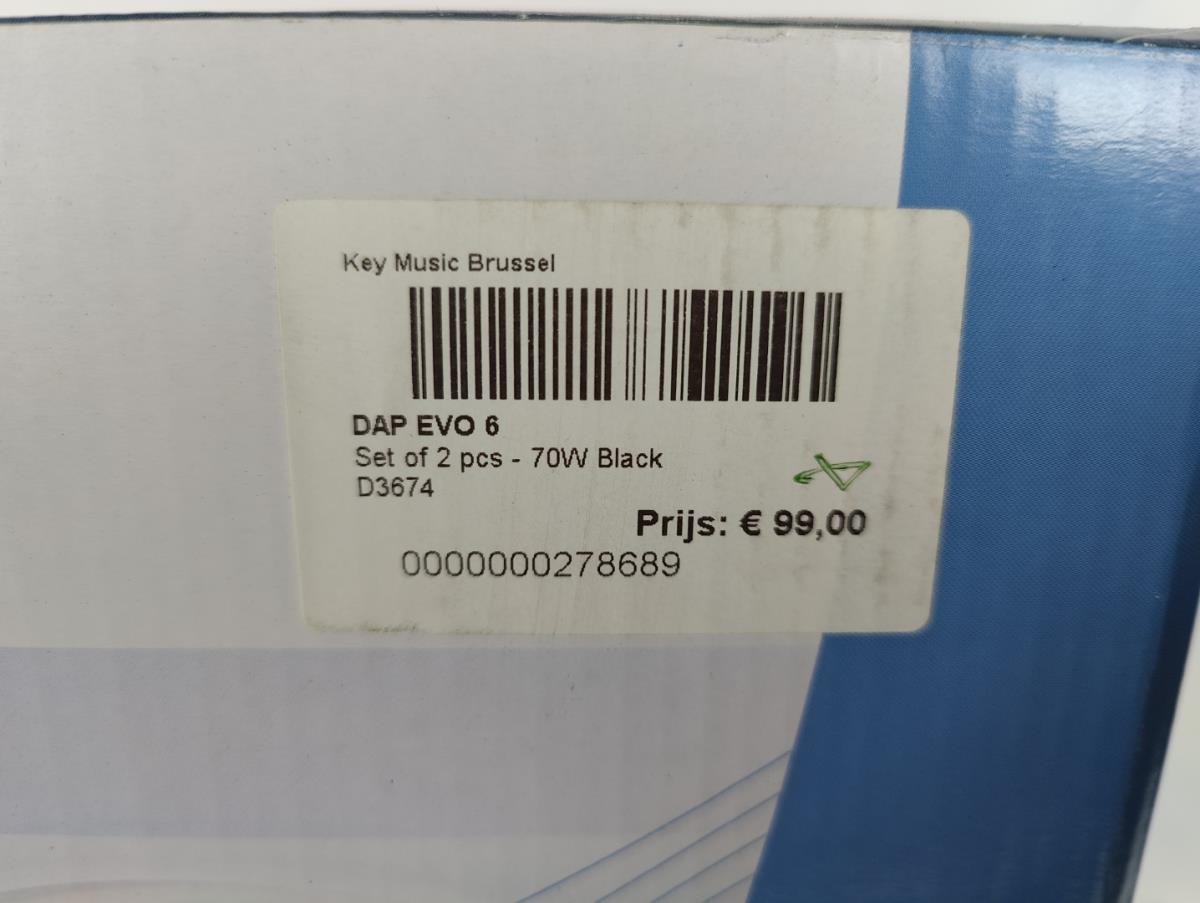 Key Music Brussel
DAP EVO 6
Set of 2 pcs - 70W Black
D3674
Prijs: € 99,00
0000000278689